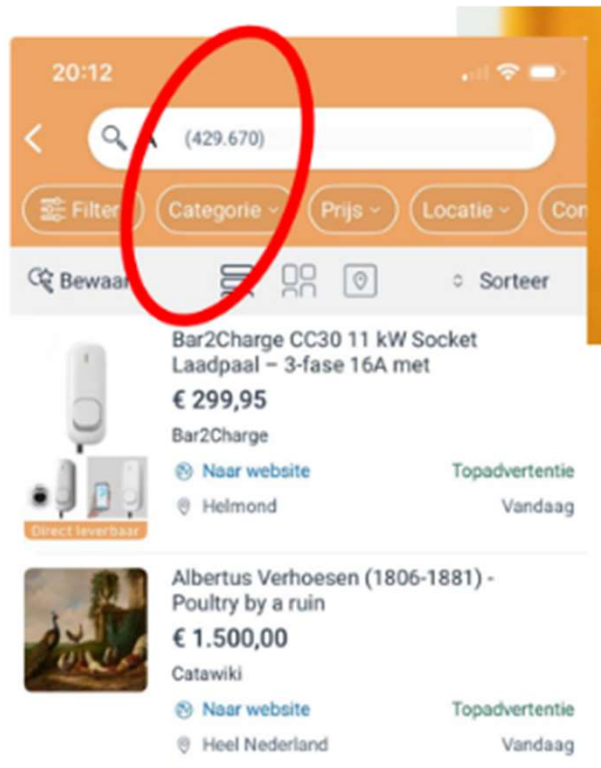 20:12
A (429.670)
Filter Categorie Prijs Locatie Con
Bewaar Sorteer
Bar2Charge CC30 11 kW Socket
Laadpaal – 3-fase 16A met
€ 299,95
Bar2Charge
Naar website Topadvertentie
Helmond Vandaag
Direct leverbaar
Albertus Verhoesen (1806-1881) -
Poultry by a ruin
€ 1.500,00
Catawiki
Naar website Topadvertentie
Heel Nederland Vandaag